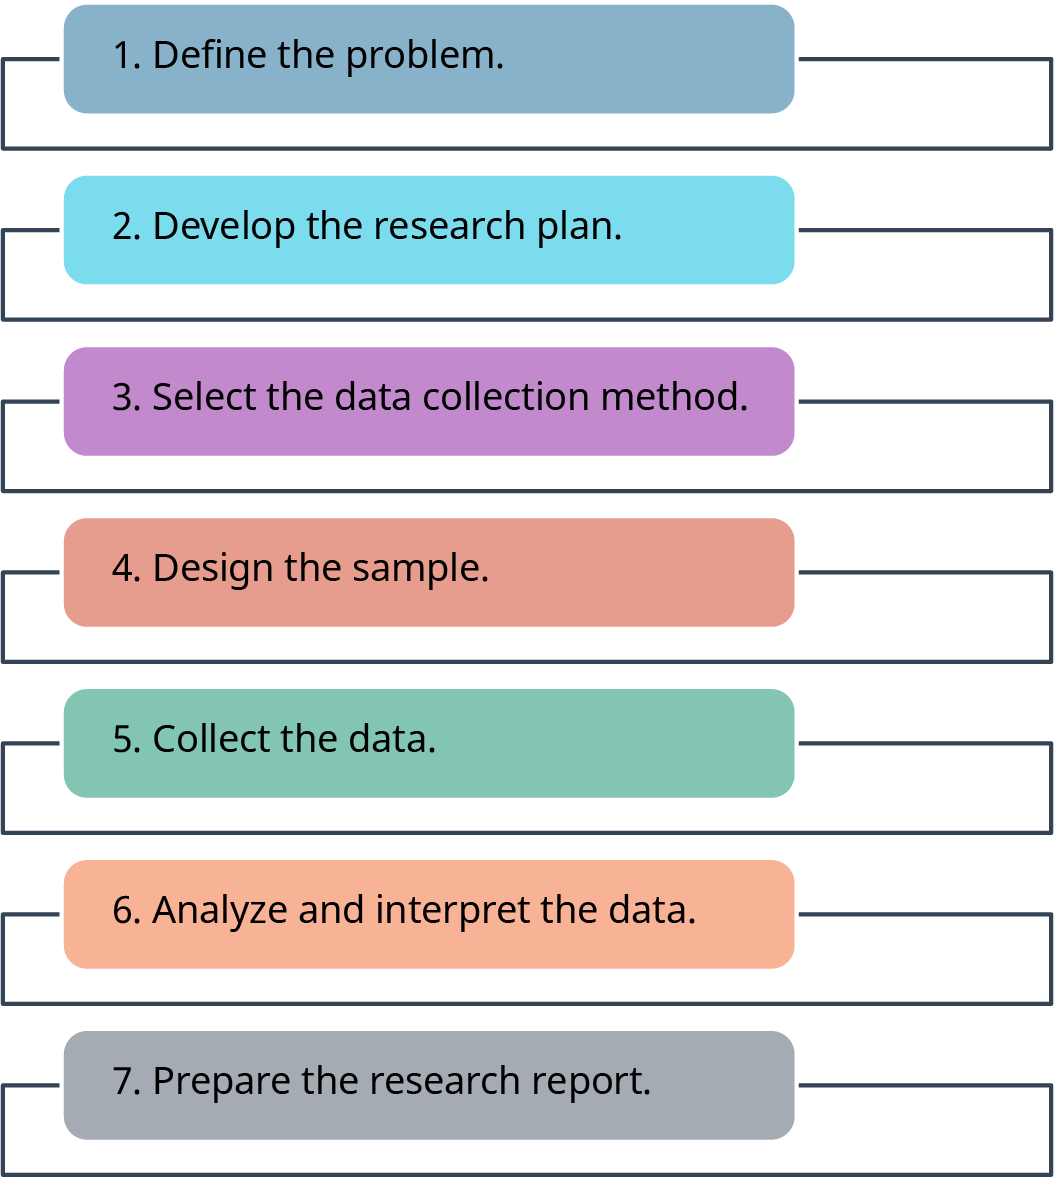 1. Define the problem.
2. Develop the research plan.
3. Select the data collection method.
4. Design the sample.
5. Collect the data.
6. Analyze and interpret the data.
7. Prepare the research report.